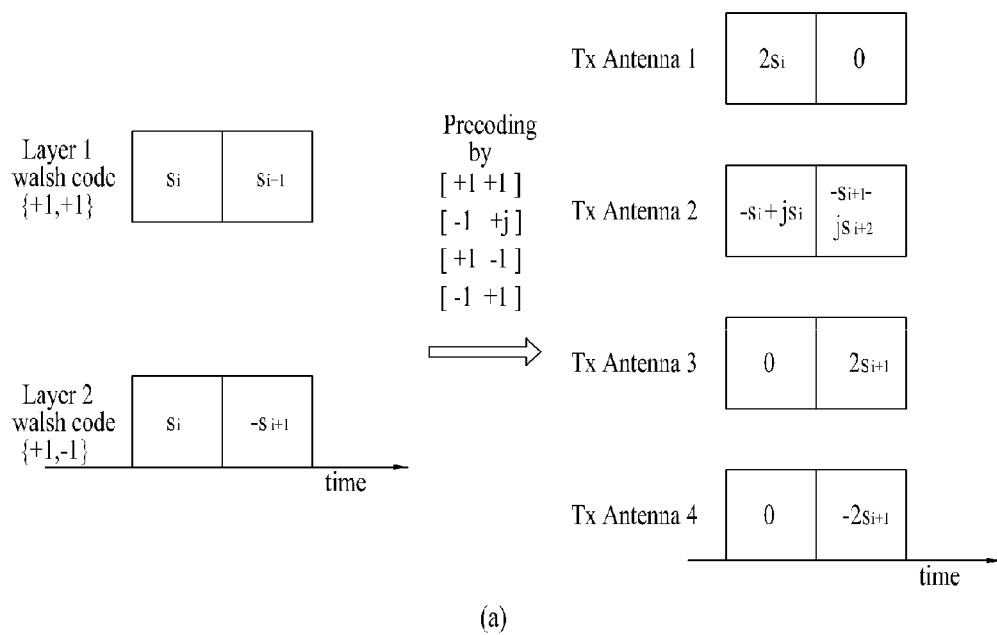 Layer 1
walsh code
{+1,+1}
si
si+1
Layer 2
walsh code
{+1,-1}
si
-si+1
time
Precoding
by
[ +1 +1 ]
[ -1 +j ]
[ +1 -1 ]
[ -1 +1 ]
Tx Antenna 1
2si
0
Tx Antenna 2
-si+jsi
-si+1-
jsi+2
Tx Antenna 3
0
2si+1
Tx Antenna 4
0
-2si+1
time
(a)